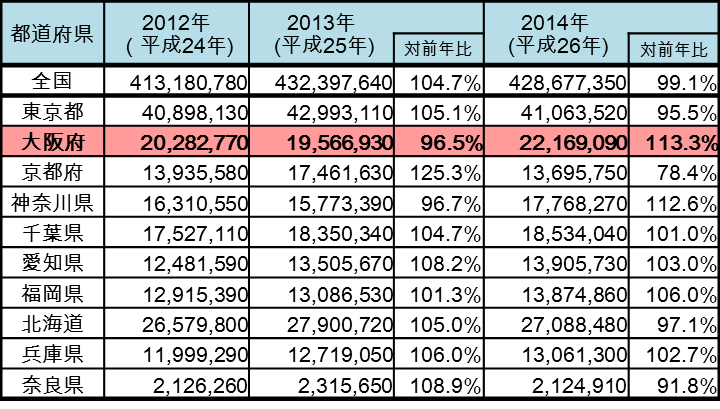 都道府県 2012年 (平成24年) 2013年 (平成25年) 対前年比 2014年 (平成26年) 対前年比
全国 413,180,780 432,397,640 104.7% 428,677,350 99.1%
東京都 40,898,130 42,993,110 105.1% 41,063,520 95.5%
大阪府 20,282,770 19,566,930 96.5% 22,169,090 113.3%
京都府 13,935,580 17,461,630 125.3% 13,695,750 78.4%
神奈川県 16,310,550 15,773,390 96.7% 17,768,270 112.6%
千葉県 17,527,110 18,350,340 104.7% 18,534,040 101.0%
愛知県 12,481,590 13,505,670 108.2% 13,905,730 103.0%
福岡県 12,915,390 13,086,530 101.3% 13,874,860 106.0%
北海道 26,579,800 27,900,720 105.0% 27,088,480 97.1%
兵庫県 11,999,290 12,719,050 106.0% 13,061,300 102.7%
奈良県 2,126,260 2,315,650 108.9% 2,124,910 91.8%